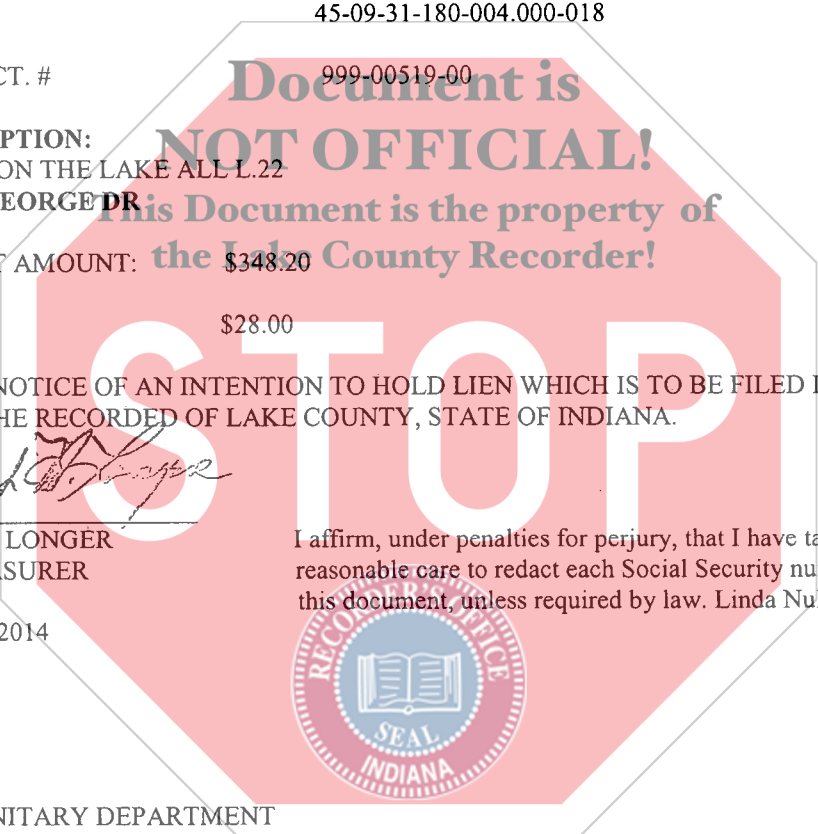 45-09-31-180-004.000-018
CT. # 999-00519-00
Document is
NOT OFFICIAL!
PTION:
ON THE LAKE ALL L.22
EORGE DR
This Document is the property of
the Lake County Recorder!
T AMOUNT: $348.20
$28.00
STOP
NOTICE OF AN INTENTION TO HOLD LIEN WHICH IS TO BE FILED I
HE RECORDED OF LAKE COUNTY, STATE OF INDIANA.
LONGER
I affirm, under penalties for perjury, that I have ta
SURER
reasonable care to redact each Social Security nu
this document, unless required by law. Linda Nu
2014
RECORDER'S OFFICE
SEAL
INDIANA
NITARY DEPARTMENT